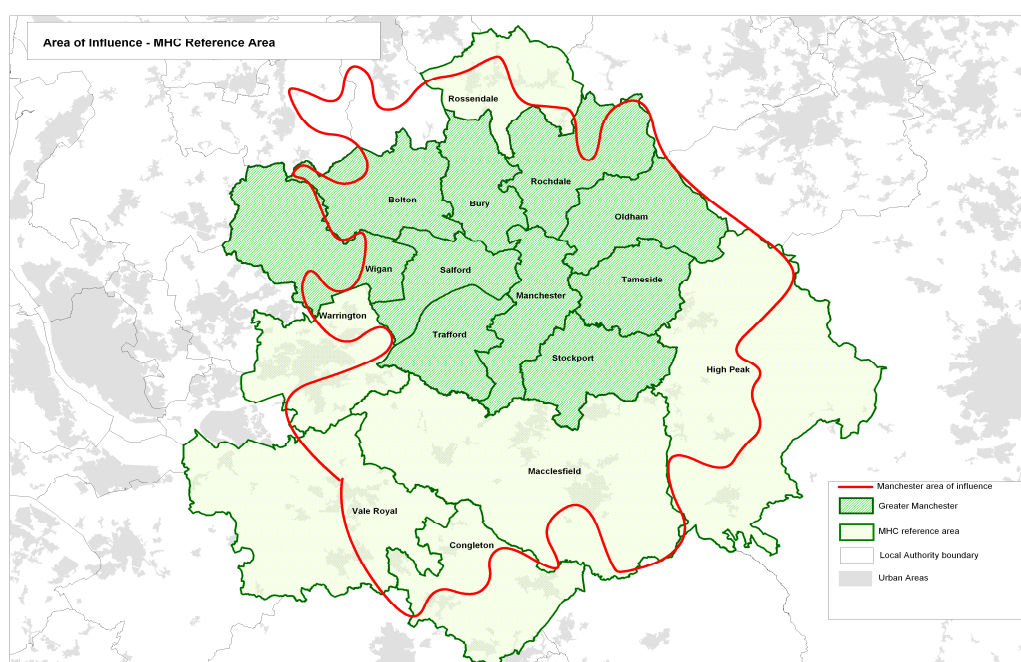 Area of Influence - MHC Reference Area
Rossendale
Rochdale
Bolton
Bury
Oldham
Wigan
Salford
Tameside
Manchester
Warrington
Trafford
Stockport
High Peak
Macclesfield
Vale Royal
Congleton
Manchester area of influence
Greater Manchester
MHC reference area
Local Authority boundary
Urban Areas